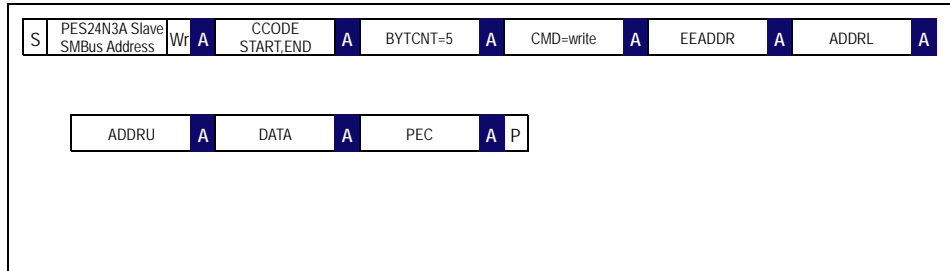 S PES24N3A Slave SMBus Address Wr A CCODE START,END A BYTCNT=5 A CMD=write A EEADDR A ADDRL A
ADDRU A DATA A PEC A P